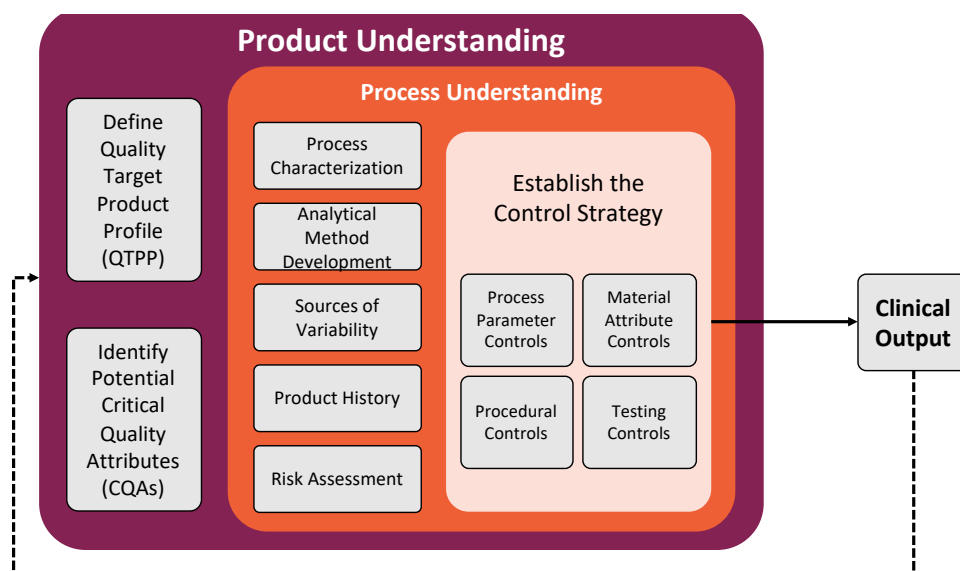 Product Understanding
Process Understanding
Define
Quality
Target
Product
Profile
(QTPP)
Identify
Potential
Critical
Quality
Attributes
(CQAs)
Process
Characterization
Analytical
Method
Development
Sources of
Variability
Product History
Risk Assessment
Establish the
Control Strategy
Process
Parameter
Controls
Material
Attribute
Controls
Procedural
Controls
Testing
Controls
Clinical
Output